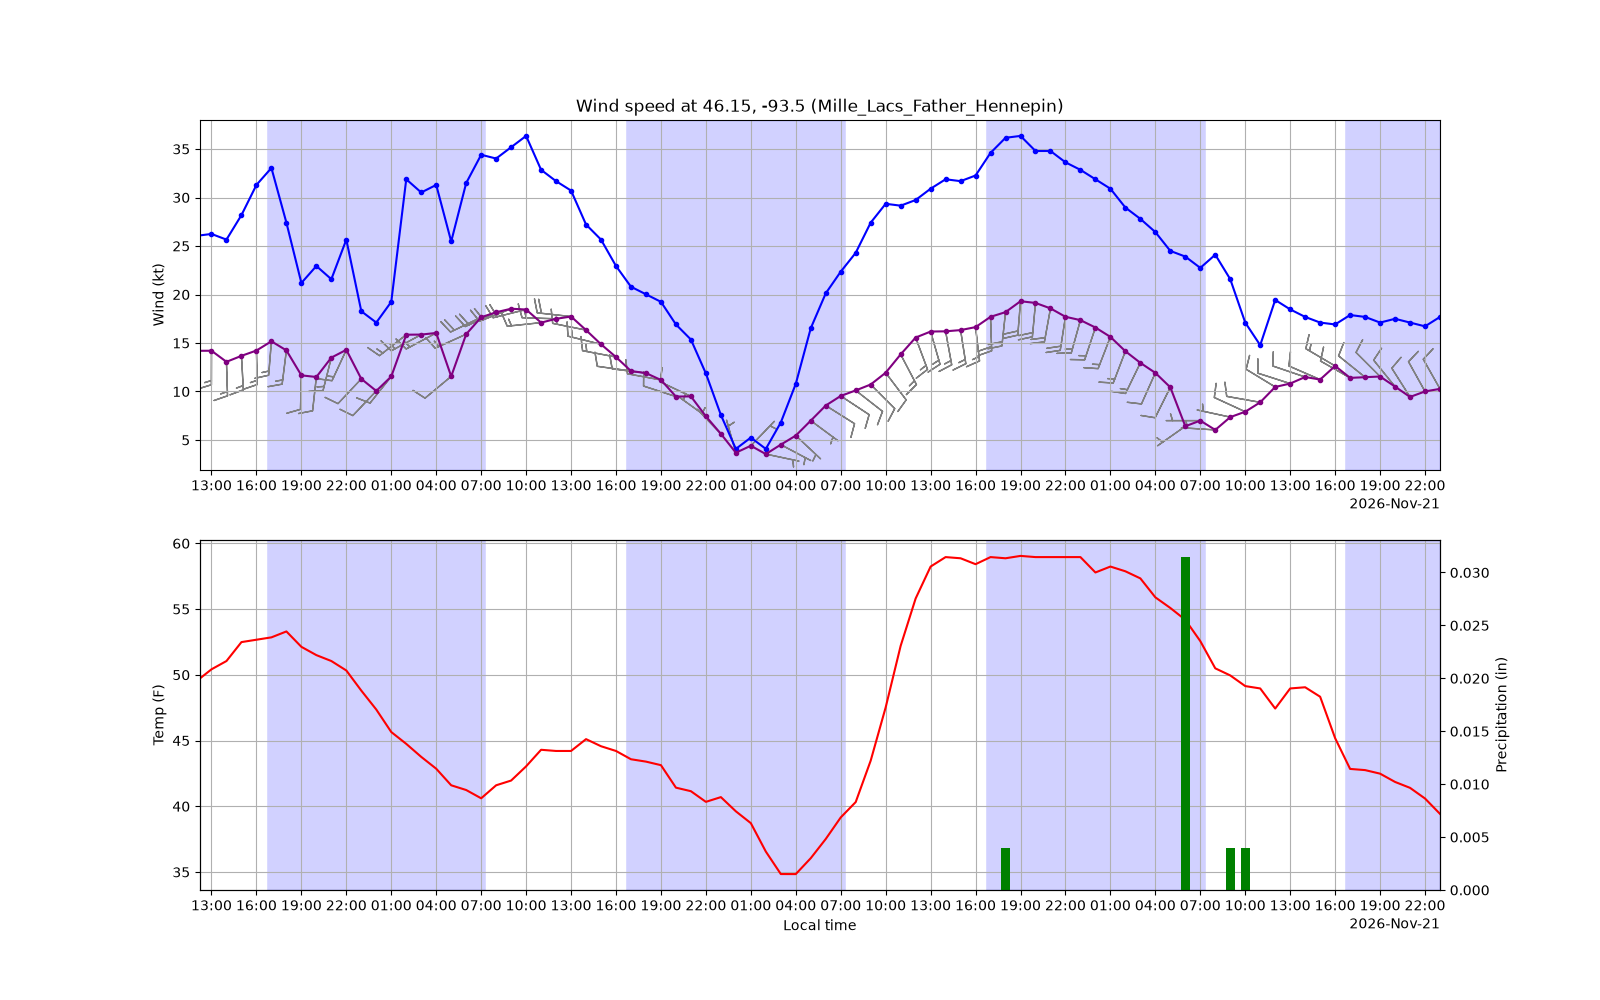 Wind speed at 46.15, -93.5 (Mille_Lacs_Father_Hennepin)
Wind (kt)
35
30
25
20
15
10
5
13:00 16:00 19:00 22:00 01:00 04:00 07:00 10:00 13:00 16:00 19:00 22:00 01:00 04:00 07:00 10:00 13:00 16:00 19:00 22:00 01:00 04:00 07:00 10:00 13:00 16:00 19:00 22:00
2026-Nov-21
Temp (F)
60
55
50
45
40
35
Precipitation (in)
0.030
0.025
0.020
0.015
0.010
0.005
0.000
13:00 16:00 19:00 22:00 01:00 04:00 07:00 10:00 13:00 16:00 19:00 22:00 01:00 04:00 07:00 10:00 13:00 16:00 19:00 22:00 01:00 04:00 07:00 10:00 13:00 16:00 19:00 22:00
Local time
2026-Nov-21